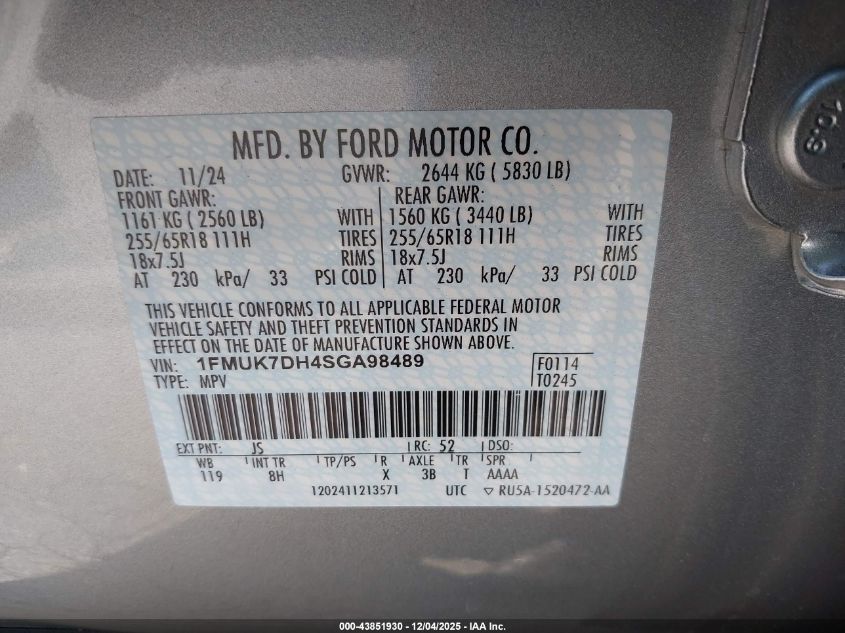 MFD. BY FORD MOTOR CO.
DATE: 11/24 GVWR: 2644 KG ( 5830 LB)
FRONT GAWR: REAR GAWR:
1161 KG ( 2560 LB) WITH 1560 KG ( 3440 LB) WITH
255/65R18 111H TIRES 255/65R18 111H TIRES
18x7.5J RIMS 18x7.5J RIMS
AT 230 kPa/ 33 PSI COLD AT 230 kPa/ 33 PSI COLD
THIS VEHICLE CONFORMS TO ALL APPLICABLE FEDERAL MOTOR
VEHICLE SAFETY AND THEFT PREVENTION STANDARDS IN
EFFECT ON THE DATE OF MANUFACTURE SHOWN ABOVE.
VIN: 1FMUK7DH4SGA98489 F0114
TYPE: MPV T0245
EXT PNT: JS RC: 52 DSO:
WB INT TR TP/PS R AXLE TR SPR
119 8H X 3B T AAAA
1202411213571 UTC ▽ RU5A-1520472-AA
10.9
000-43851930 - 12/04/2025 - IAA Inc.